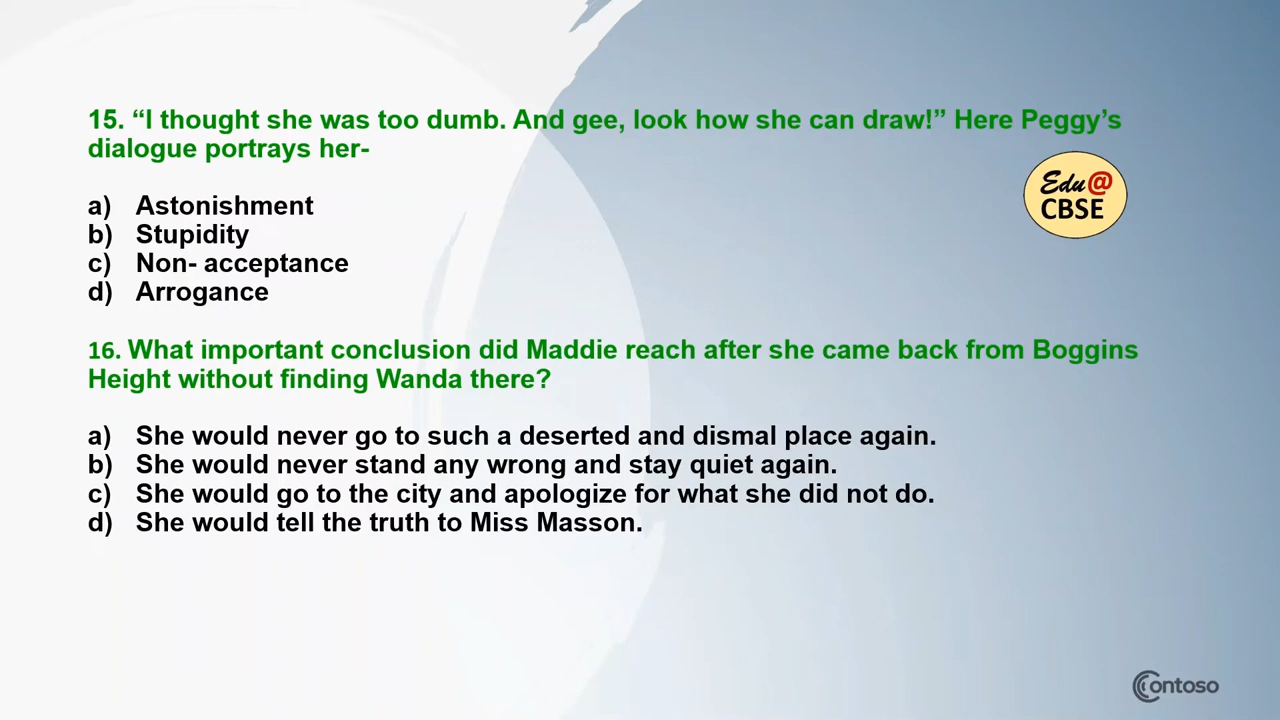 15. “I thought she was too dumb. And gee, look how she can draw!” Here Peggy’s
dialogue portrays her-
Edu@
CBSE
a) Astonishment
b) Stupidity
c) Non- acceptance
d) Arrogance
16. What important conclusion did Maddie reach after she came back from Boggins
Height without finding Wanda there?
a) She would never go to such a deserted and dismal place again.
b) She would never stand any wrong and stay quiet again.
c) She would go to the city and apologize for what she did not do.
d) She would tell the truth to Miss Masson.
Contoso